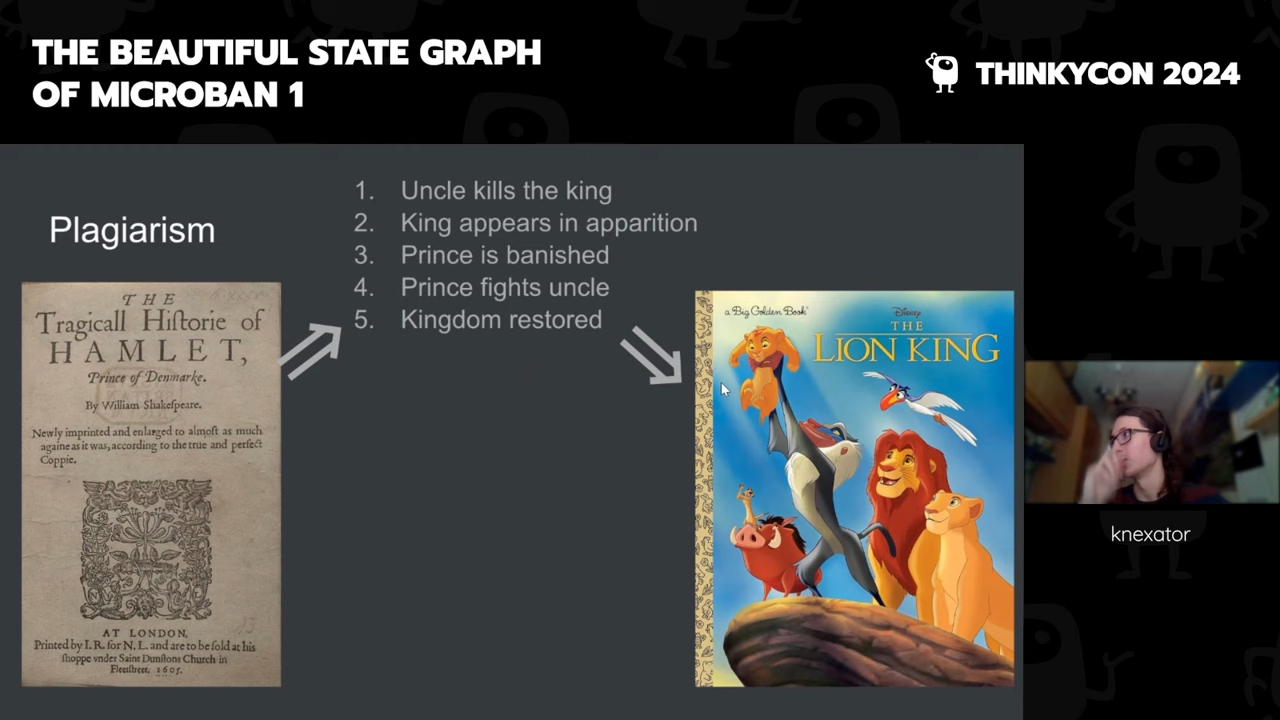 THE BEAUTIFUL STATE GRAPH
OF MICROBAN 1
THINKYCON 2024
Plagiarism
1. Uncle kills the king
2. King appears in apparition
3. Prince is banished
4. Prince fights uncle
5. Kingdom restored
THE
Tragicall Hiſtorie of
HAMLET,
Prince of Denmarke.
By William Shakeſpeare.
Newly imprinted and enlarged to almoſt as much
againe as it was, according to the true and perfect
Coppie.
AT LONDON,
Printed by I. R. for N. L. and are to be ſold at his
ſhoppe vnder Saint Dunſtons Church in
Fleetſtreet. 1605.
a Big Golden Book®
Disney
THE
LION KING
knexator